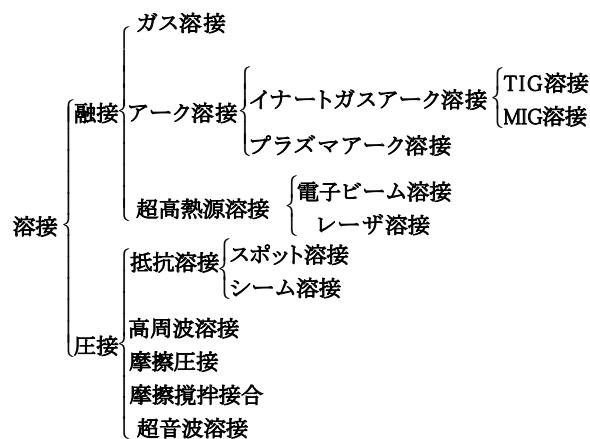 ガス溶接
融接
アーク溶接
イナートガスアーク溶接
TIG溶接
MIG溶接
プラズマアーク溶接
超高熱源溶接
電子ビーム溶接
レーザ溶接
溶接
抵抗溶接
スポット溶接
シーム溶接
圧接
高周波溶接
摩擦圧接
摩擦撹拌接合
超音波溶接